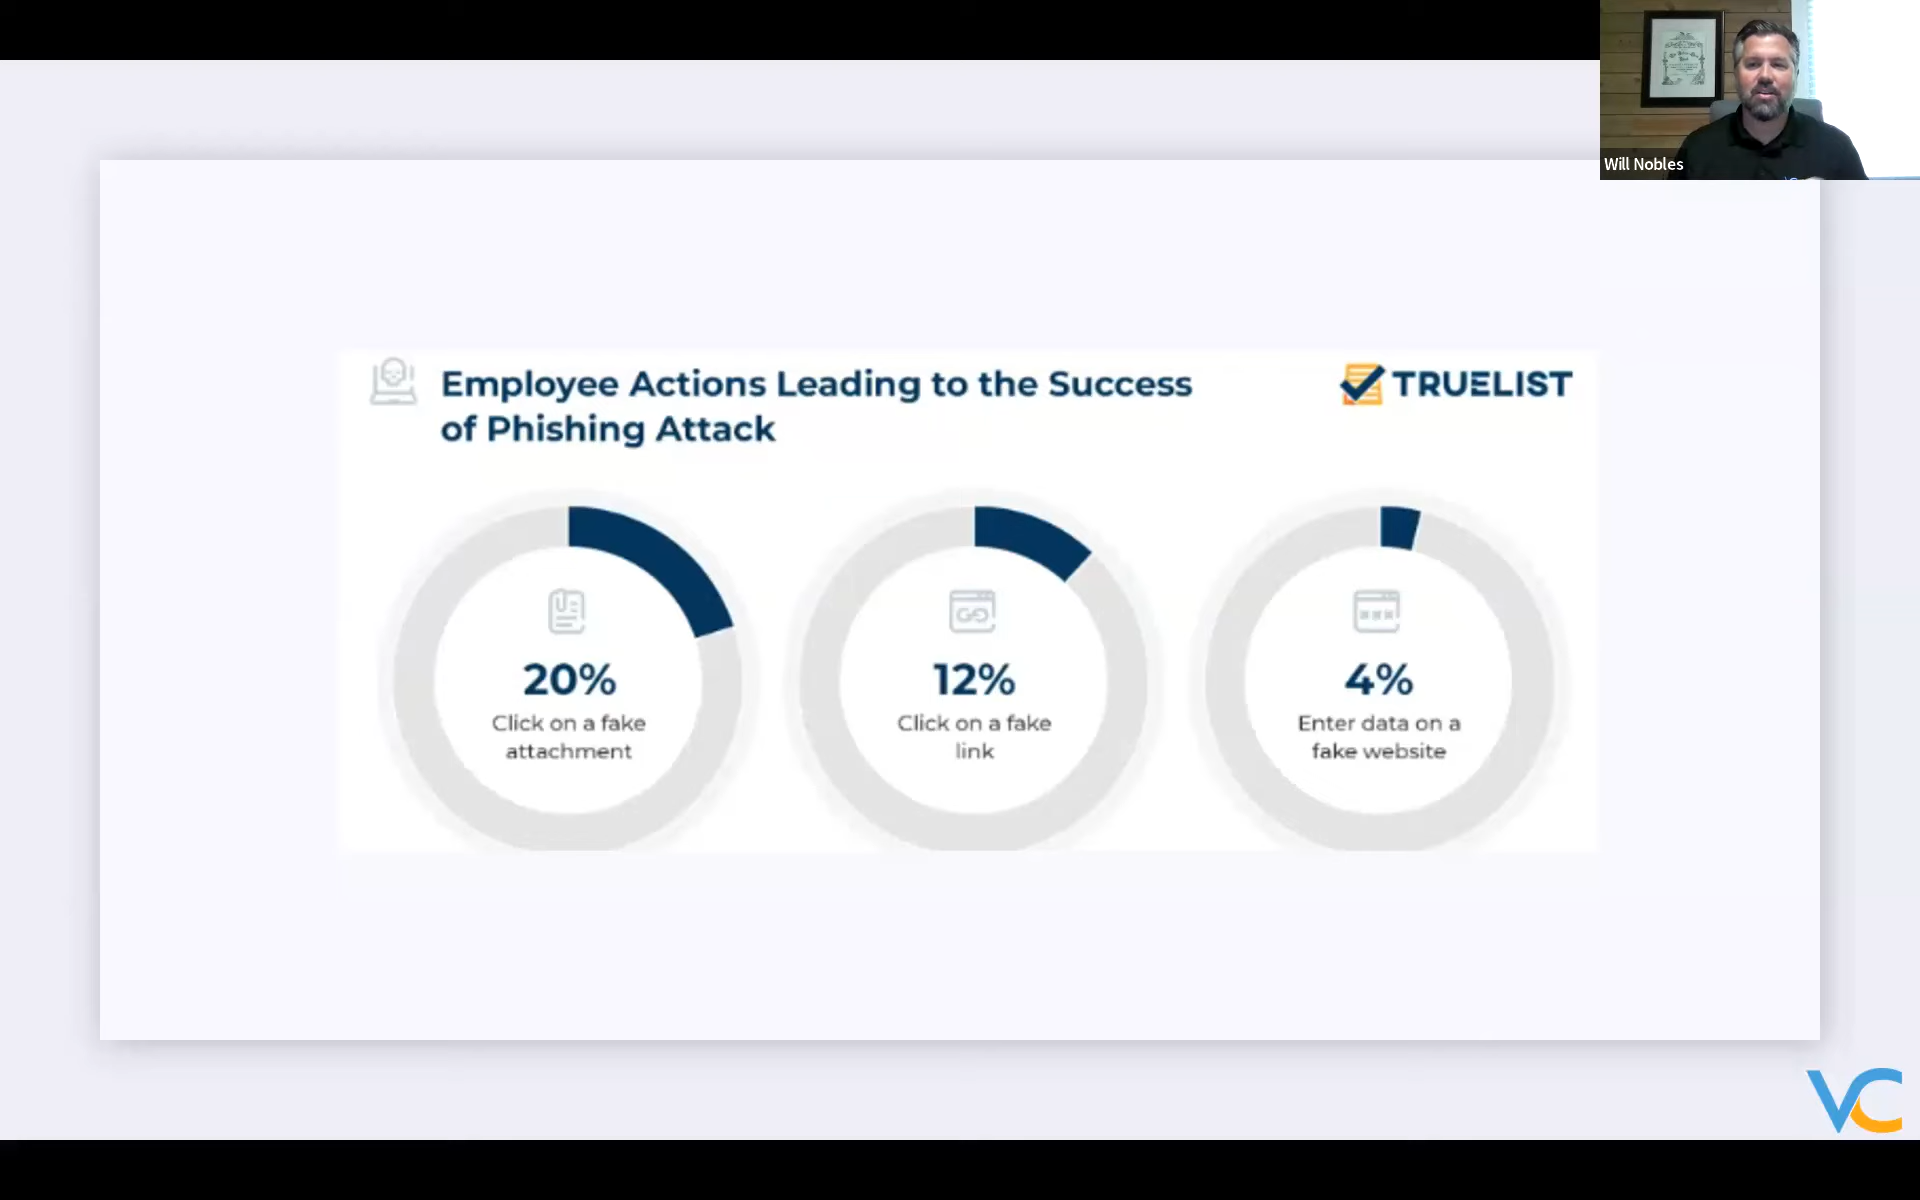 Will Nobles
Employee Actions Leading to the Success
of Phishing Attack
TRUELIST
20%
Click on a fake
attachment
12%
Click on a fake
link
4%
Enter data on a
fake website
VC